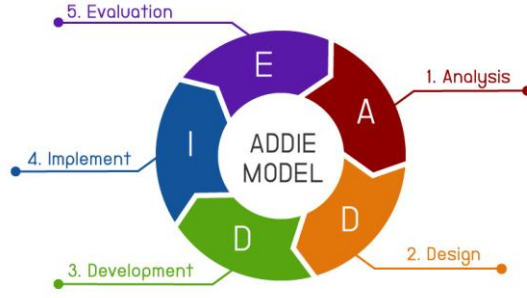 5. Evaluation
E
1. Analysis
A
I
ADDIE
MODEL
4. Implement
D
D
2. Design
3. Development